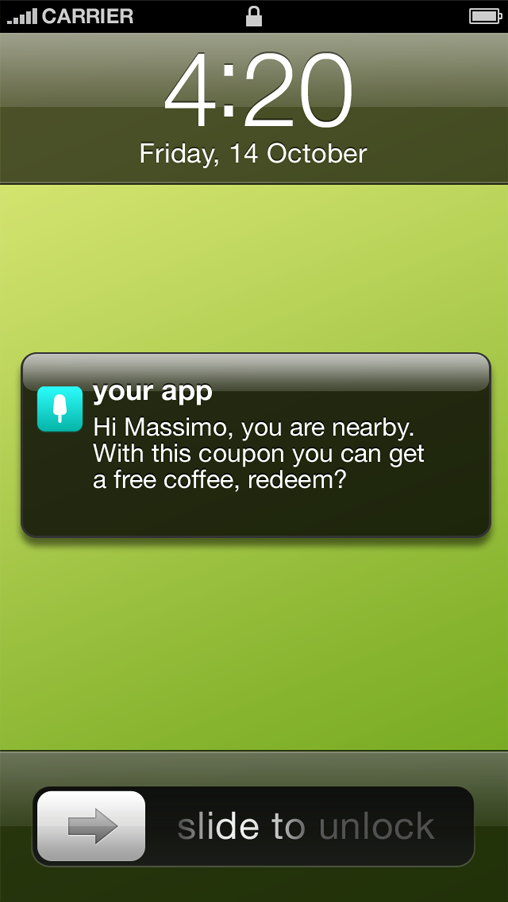 CARRIER
4:20
Friday, 14 October
your app
Hi Massimo, you are nearby.
With this coupon you can get
a free coffee, redeem?
slide to unlock